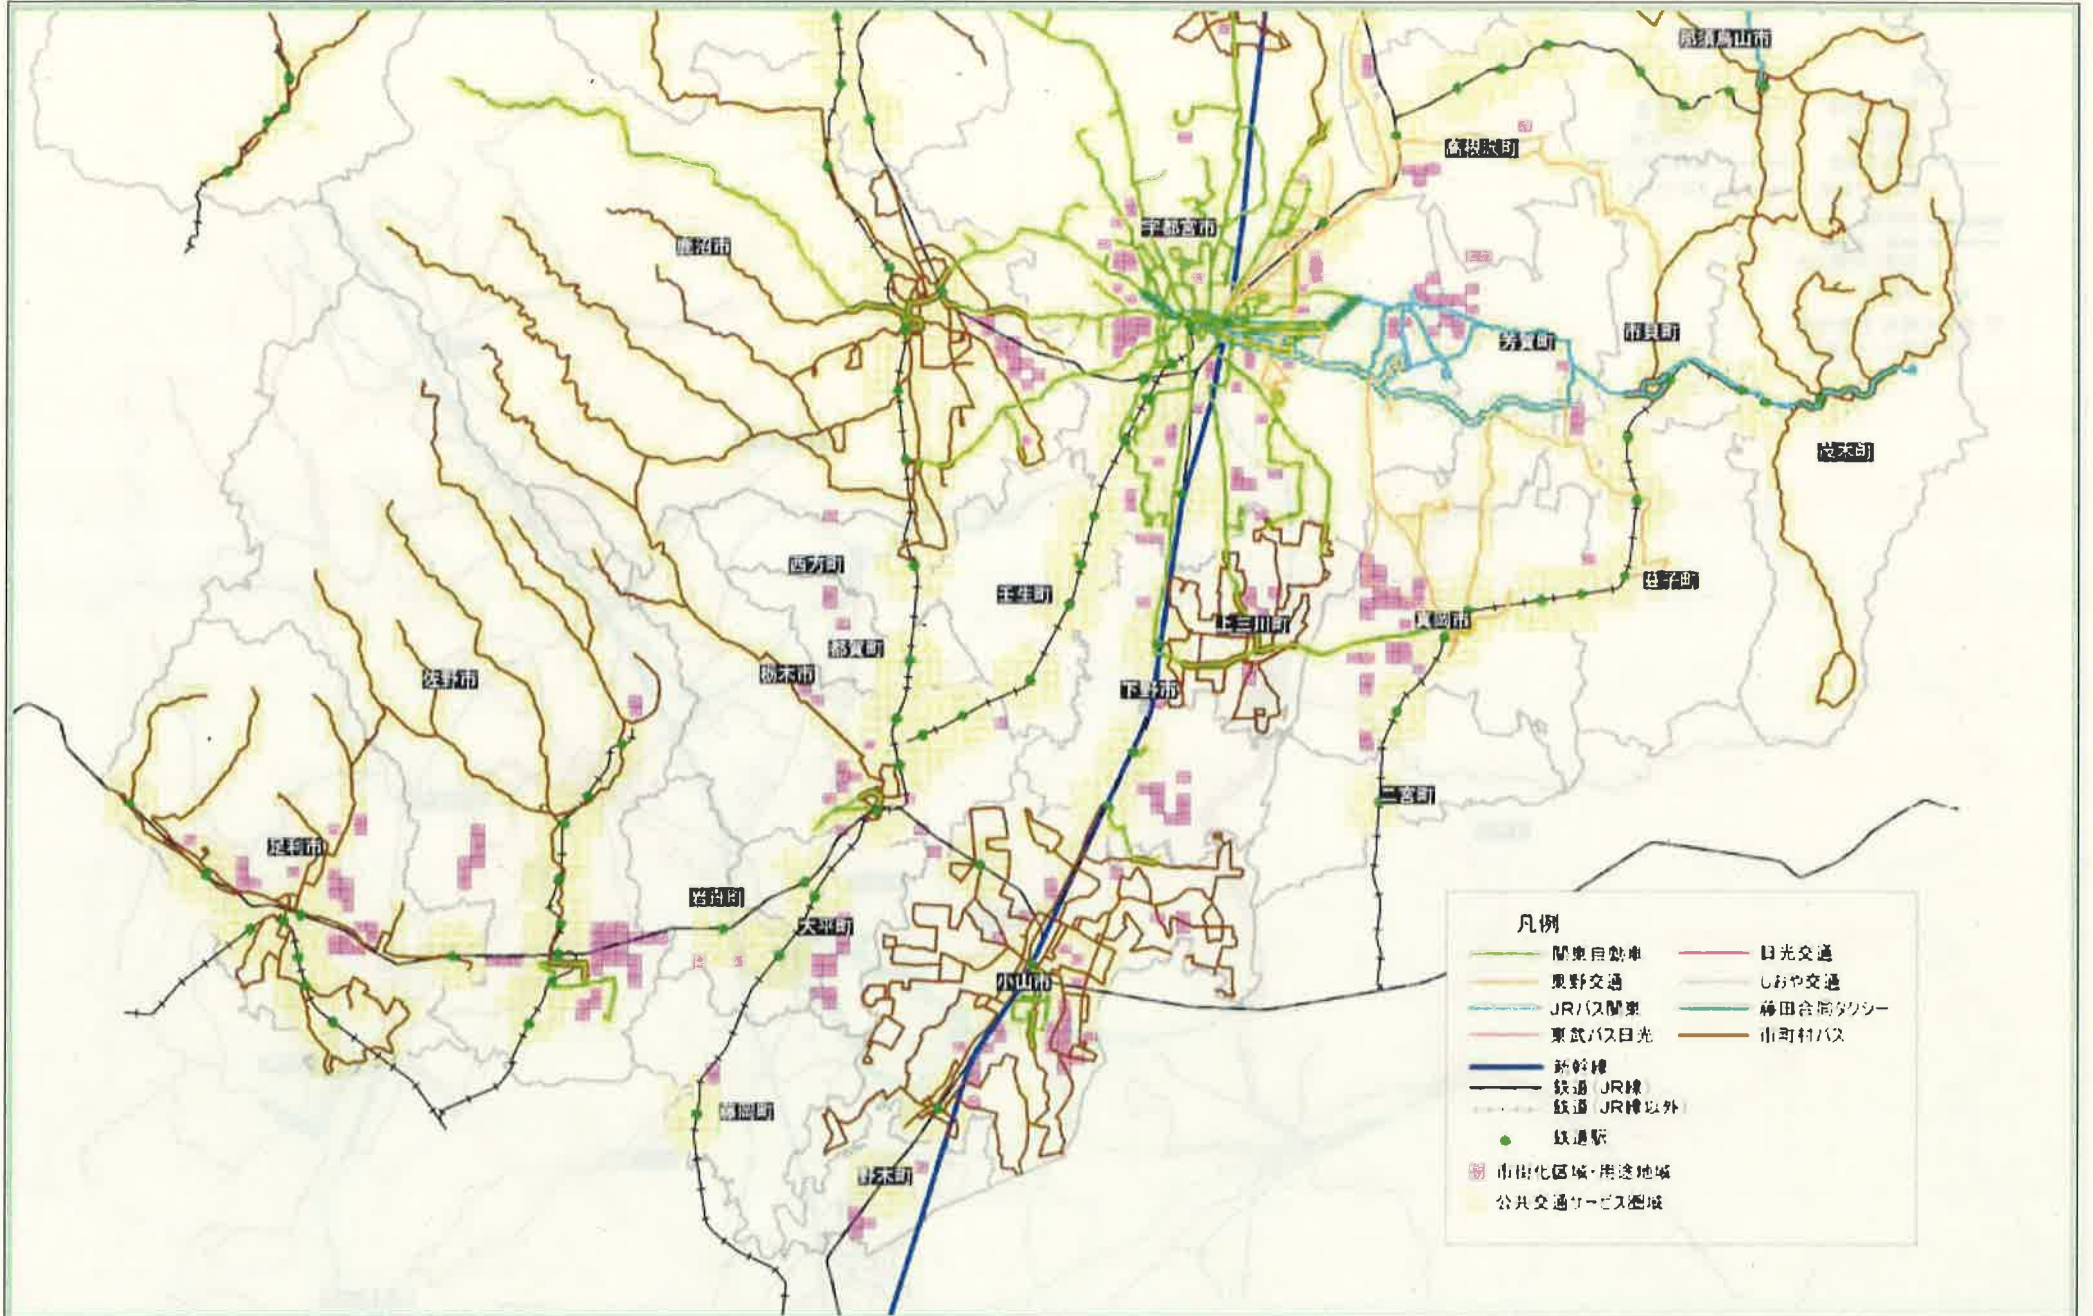 那須烏山市
高根沢町
宇都宮市
鹿沼市
市貝町
芳賀町
茂木町
西方町
益子町
壬生町
上三川町
真岡市
都賀町
栃木市
佐野市
下野市
二宮町
足利市
岩舟町
大平町
小山市
藤岡町
野木町
凡例
関東自動車
日光交通
東野交通
しおや交通
JRバス関東
藤田合同タクシー
東武バス日光
市町村バス
新幹線
鉄道(JR線)
鉄道(JR線以外)
鉄道駅
市街化区域・用途地域
公共交通サービス圏域